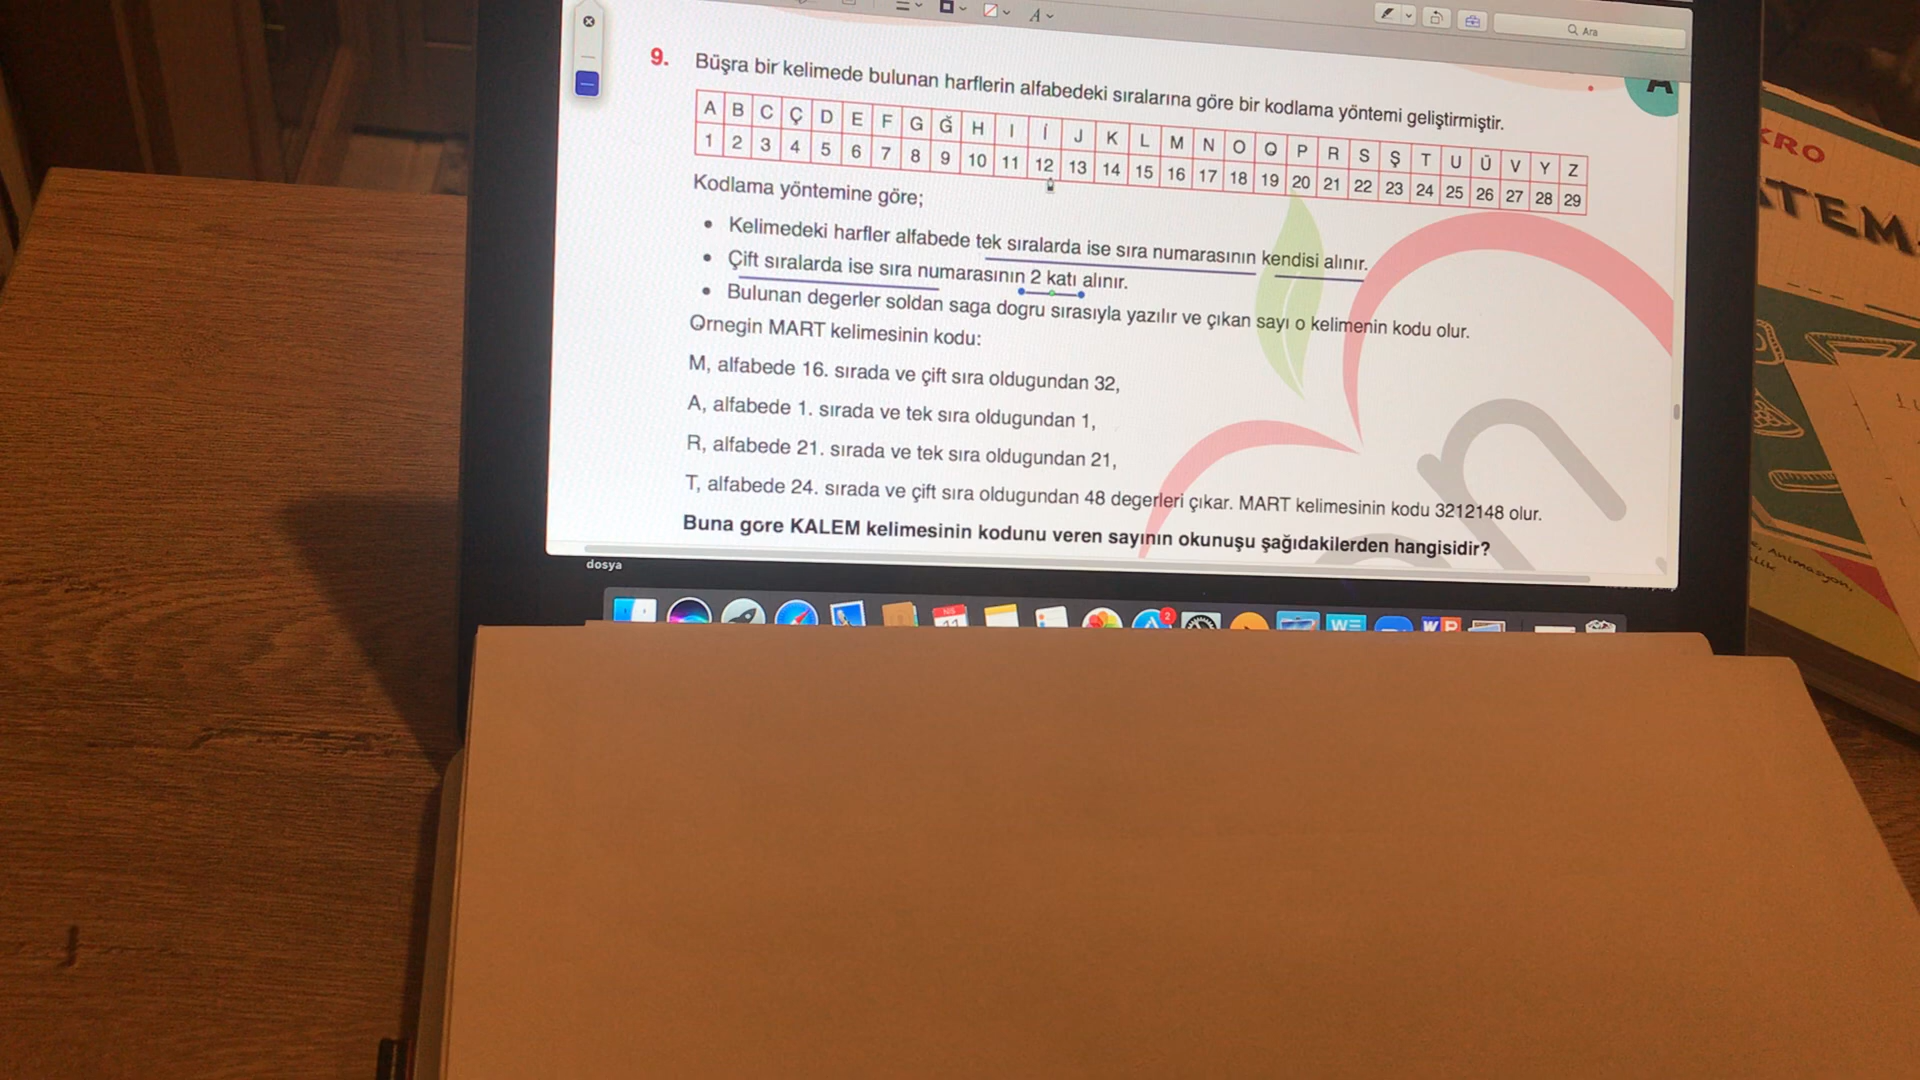 A
Ara
9. Büşra bir kelimede bulunan harflerin alfabedeki sıralarına göre bir kodlama yöntemi geliştirmiştir.
A B C Ç D E F G Ğ H I İ J K L M N O Q P R S Ş T U Ü V Y Z
1 2 3 4 5 6 7 8 9 10 11 12 13 14 15 16 17 18 19 20 21 22 23 24 25 26 27 28 29
Kodlama yöntemine göre;
• Kelimedeki harfler alfabede tek sıralarda ise sıra numarasının kendisi alınır.
• Çift sıralarda ise sıra numarasının 2 katı alınır.
• Bulunan degerler soldan saga dogru sırasıyla yazılır ve çıkan sayı o kelimenin kodu olur.
Qrnegin MART kelimesinin kodu:
M, alfabede 16. sırada ve çift sıra oldugundan 32,
A, alfabede 1. sırada ve tek sıra oldugundan 1,
R, alfabede 21. sırada ve tek sıra oldugundan 21,
T, alfabede 24. sırada ve çift sıra oldugundan 48 degerleri çıkar. MART kelimesinin kodu 3212148 olur.
Buna gore KALEM kelimesinin kodunu veren sayının okunuşu şağıdakilerden hangisidir?
dosya
2
KRO
TEM
Animasyon,